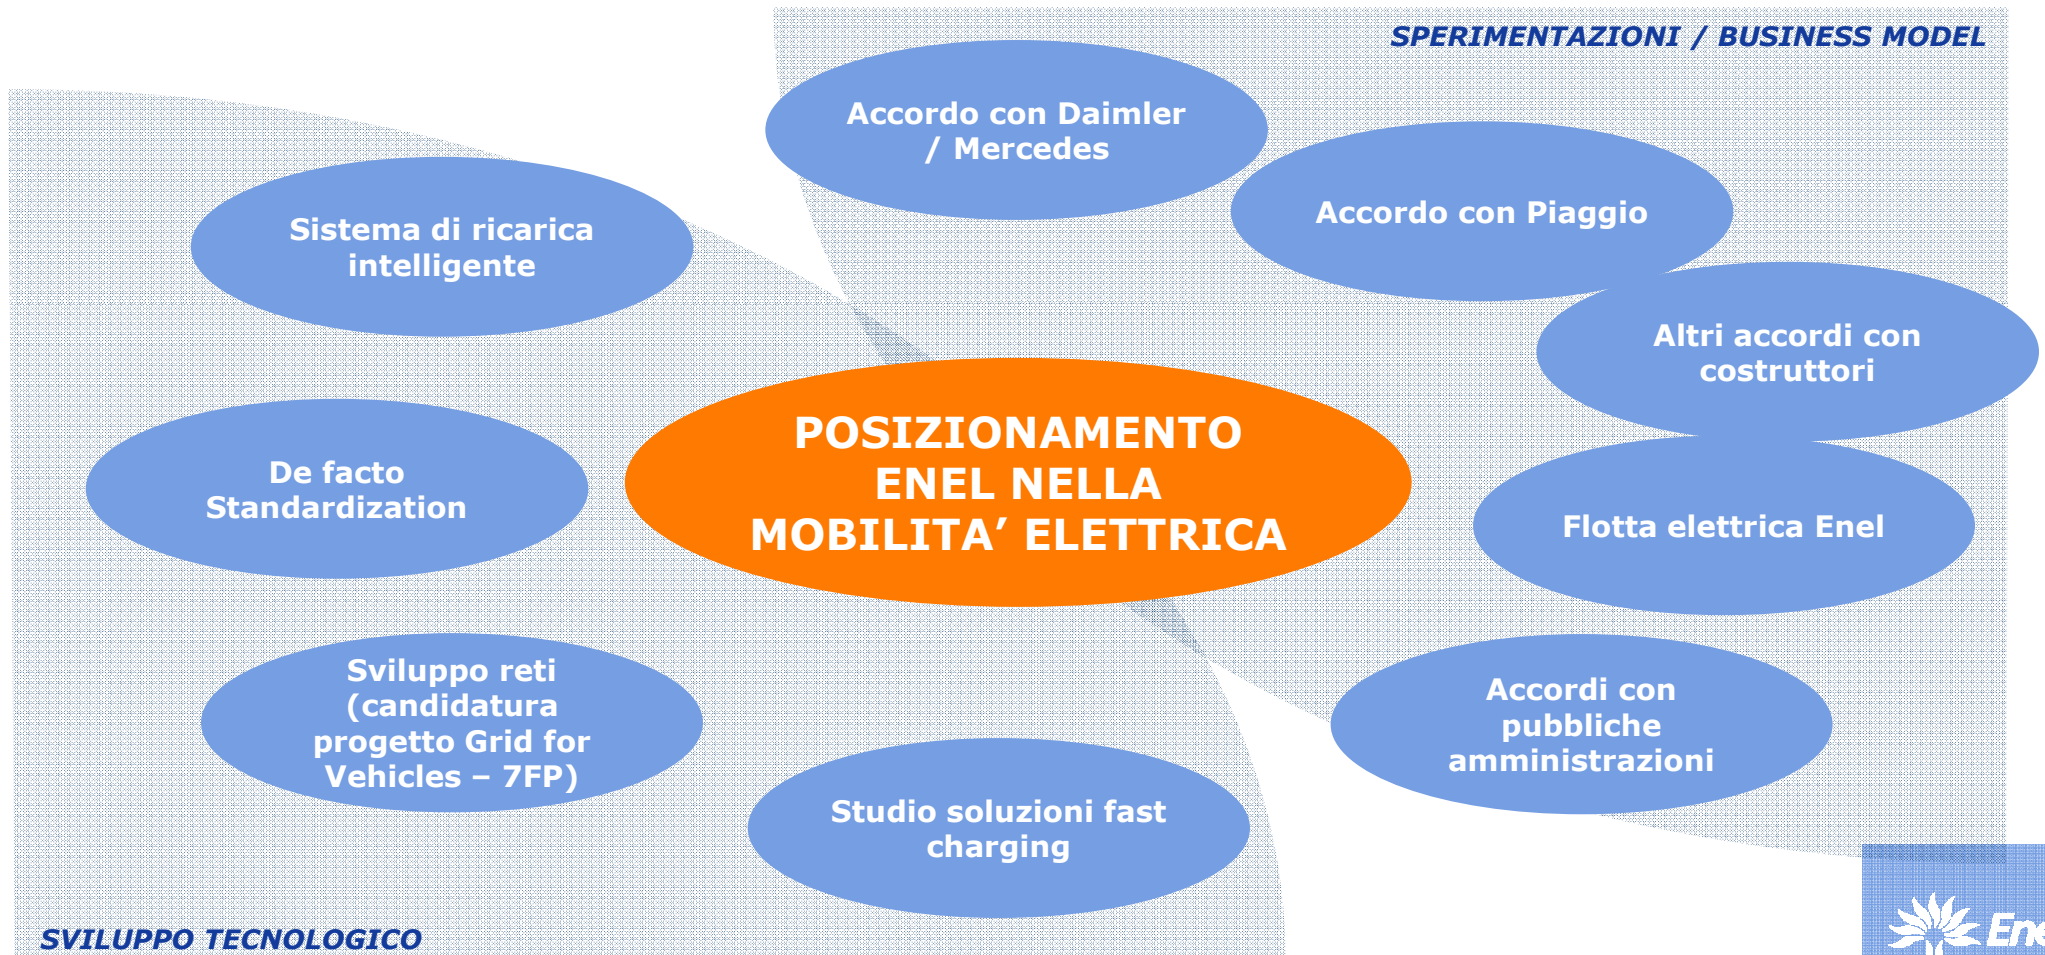 SPERIMENTAZIONI / BUSINESS MODEL
Accordo con Daimler
/ Mercedes
Accordo con Piaggio
Sistema di ricarica
intelligente
Altri accordi con
costruttori
POSIZIONAMENTO
ENEL NELLA
MOBILITA’ ELETTRICA
De facto
Standardization
Flotta elettrica Enel
Sviluppo reti
(candidatura
progetto Grid for
Vehicles – 7FP)
Accordi con
pubbliche
amministrazioni
Studio soluzioni fast
charging
SVILUPPO TECNOLOGICO
Ene